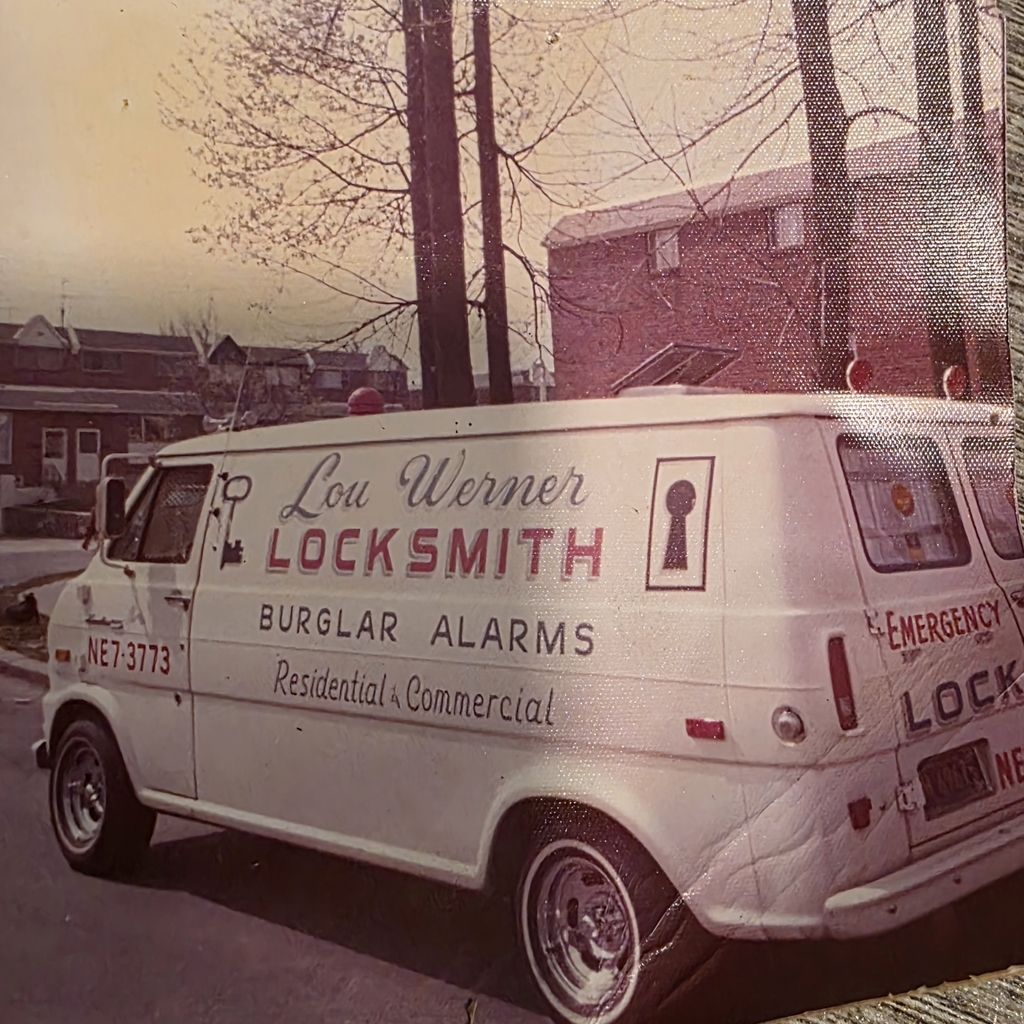 Lou Werner
LOCKSMITH
BURGLAR ALARMS
Residential & Commercial
NE7-3773
EMERGENCY
LOCK
NE